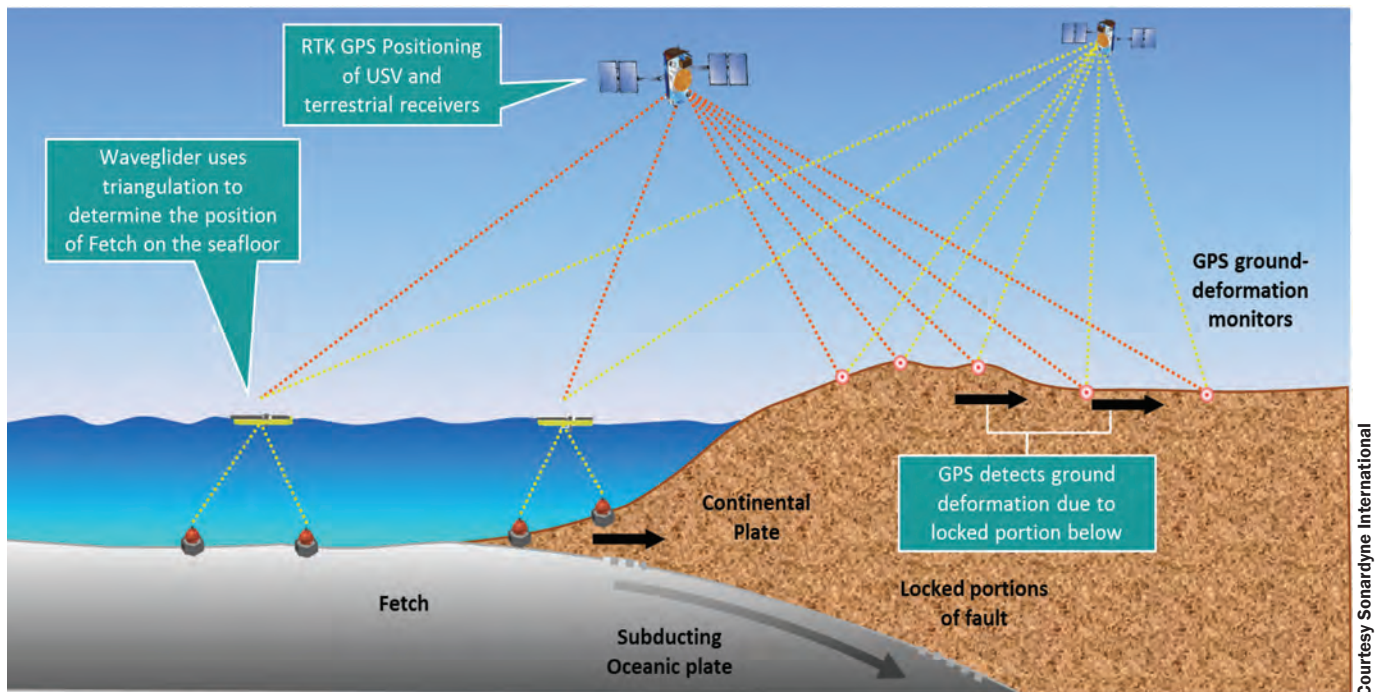 RTK GPS Positioning
of USV and
terrestrial receivers
Waveglider uses
triangulation to
determine the position
of Fetch on the seafloor
GPS ground-
deformation
monitors
GPS detects ground
deformation due to
locked portion below
Continental
Plate
Locked portions
of fault
Fetch
Subducting
Oceanic plate
Courtesy Sonardyne International